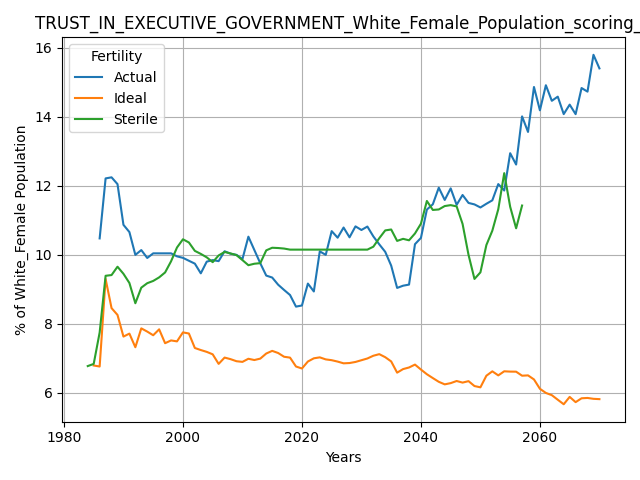 TRUST_IN_EXECUTIVE_GOVERNMENT_White_Female_Population_scoring_
Fertility
Actual
Ideal
Sterile
% of White_Female Population
16
14
12
10
8
6
1980
2000
2020
2040
2060
Years